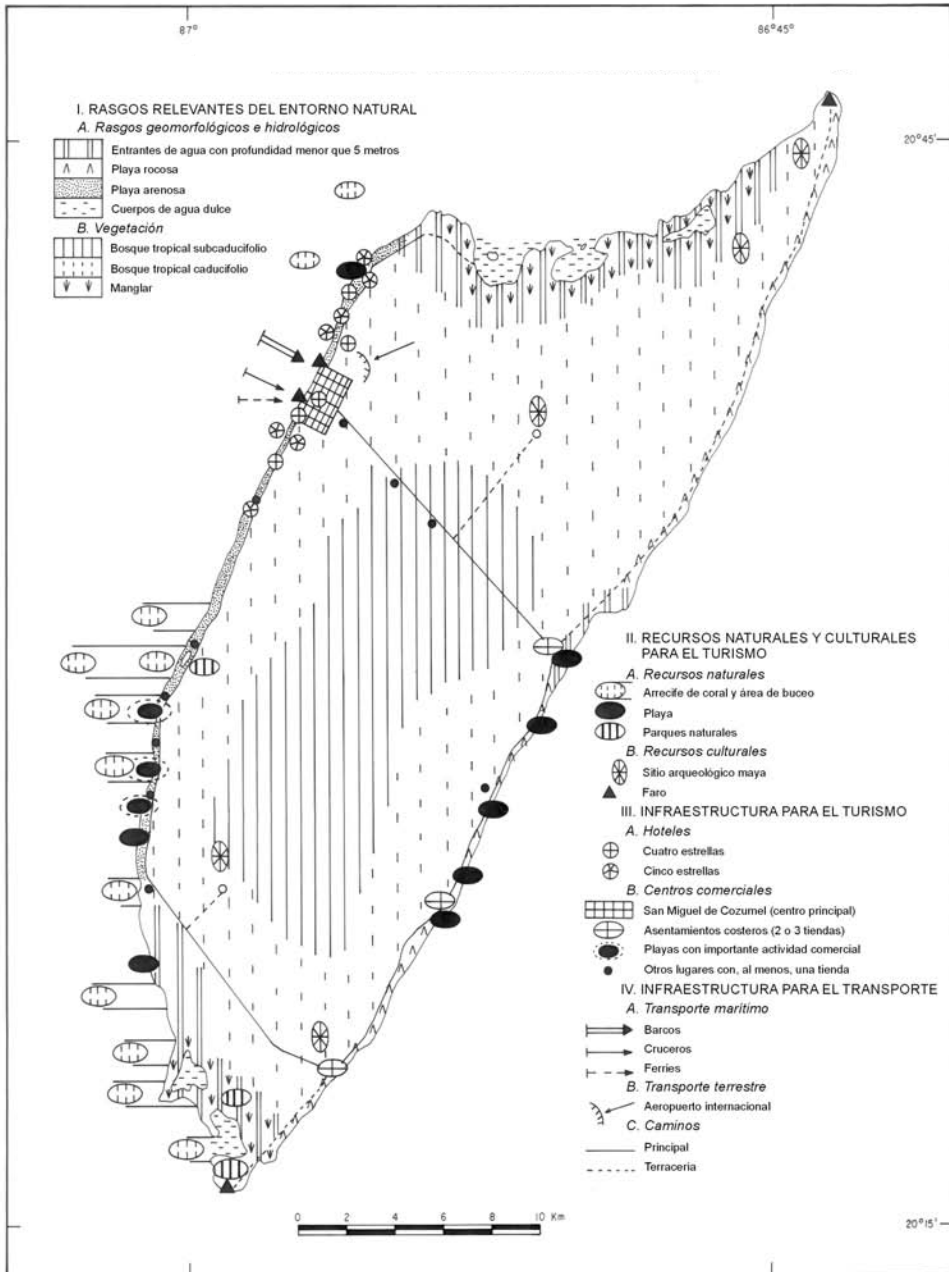 87°
86°45'
20°45'
I. RASGOS RELEVANTES DEL ENTORNO NATURAL
A. Rasgos geomorfológicos e hidrológicos
Entrantes de agua con profundidad menor que 5 metros
Playa rocosa
Playa arenosa
Cuerpos de agua dulce
B. Vegetación
Bosque tropical subcaducifolio
Bosque tropical caducifolio
Manglar
II. RECURSOS NATURALES Y CULTURALES
PARA EL TURISMO
A. Recursos naturales
Arrecife de coral y área de buceo
Playa
Parques naturales
B. Recursos culturales
Sitio arqueológico maya
Faro
III. INFRAESTRUCTURA PARA EL TURISMO
A. Hoteles
Cuatro estrellas
Cinco estrellas
B. Centros comerciales
San Miguel de Cozumel (centro principal)
Asentamientos costeros (2 o 3 tiendas)
Playas con importante actividad comercial
Otros lugares con, al menos, una tienda
IV. INFRAESTRUCTURA PARA EL TRANSPORTE
A. Transporte marítimo
Barcos
Cruceros
Ferries
B. Transporte terrestre
Aeropuerto internacional
C. Caminos
Principal
Terracería
0 2 4 6 8 10 Km
20°15'